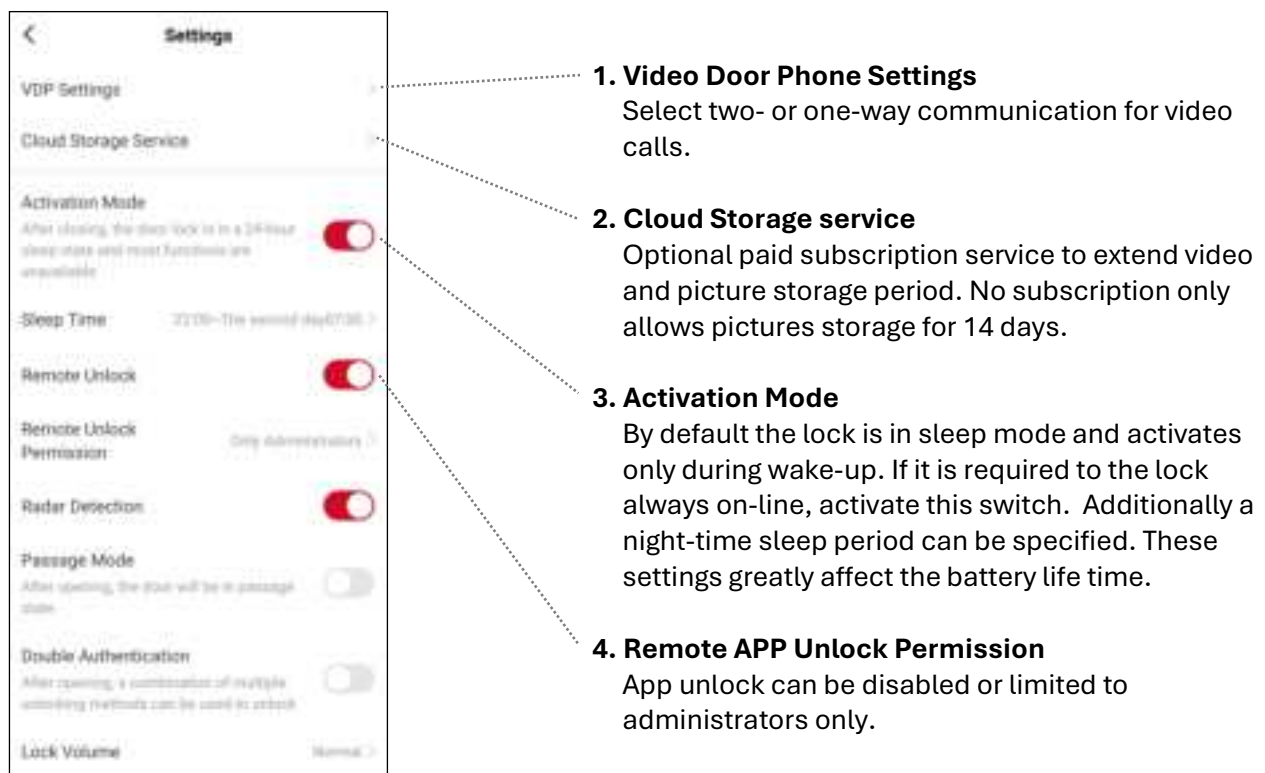 Settings
VDP Settings
Cloud Storage Service
Activation Mode
After closing, the door lock is in a 24-hour
sleep state and most functions are
unavailable
Sleep Time 22:00~The second day07:00
Remote Unlock
Remote Unlock
Permission
Only Administrators
Radar Detection
Passage Mode
After opening, the door will be in passage
state
Double Authentication
After opening, a combination of multiple
unlocking methods can be used to unlock
Lock Volume Normal
1. Video Door Phone Settings
Select two- or one-way communication for video
calls.
2. Cloud Storage service
Optional paid subscription service to extend video
and picture storage period. No subscription only
allows pictures storage for 14 days.
3. Activation Mode
By default the lock is in sleep mode and activates
only during wake-up. If it is required to the lock
always on-line, activate this switch. Additionally a
night-time sleep period can be specified. These
settings greatly affect the battery life time.
4. Remote APP Unlock Permission
App unlock can be disabled or limited to
administrators only.